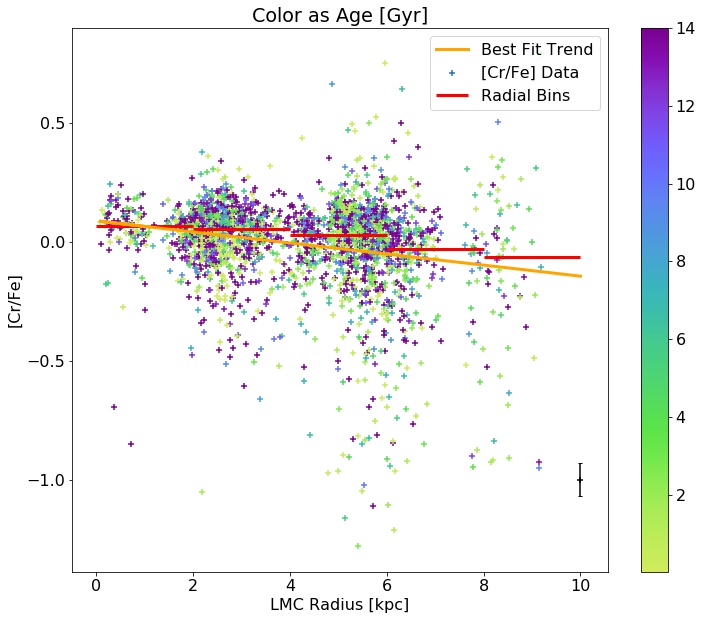 Color as Age [Gyr]
Best Fit Trend
[Cr/Fe] Data
Radial Bins
[Cr/Fe]
0.5
0.0
−0.5
−1.0
0 2 4 6 8 10
LMC Radius [kpc]
14
12
10
8
6
4
2